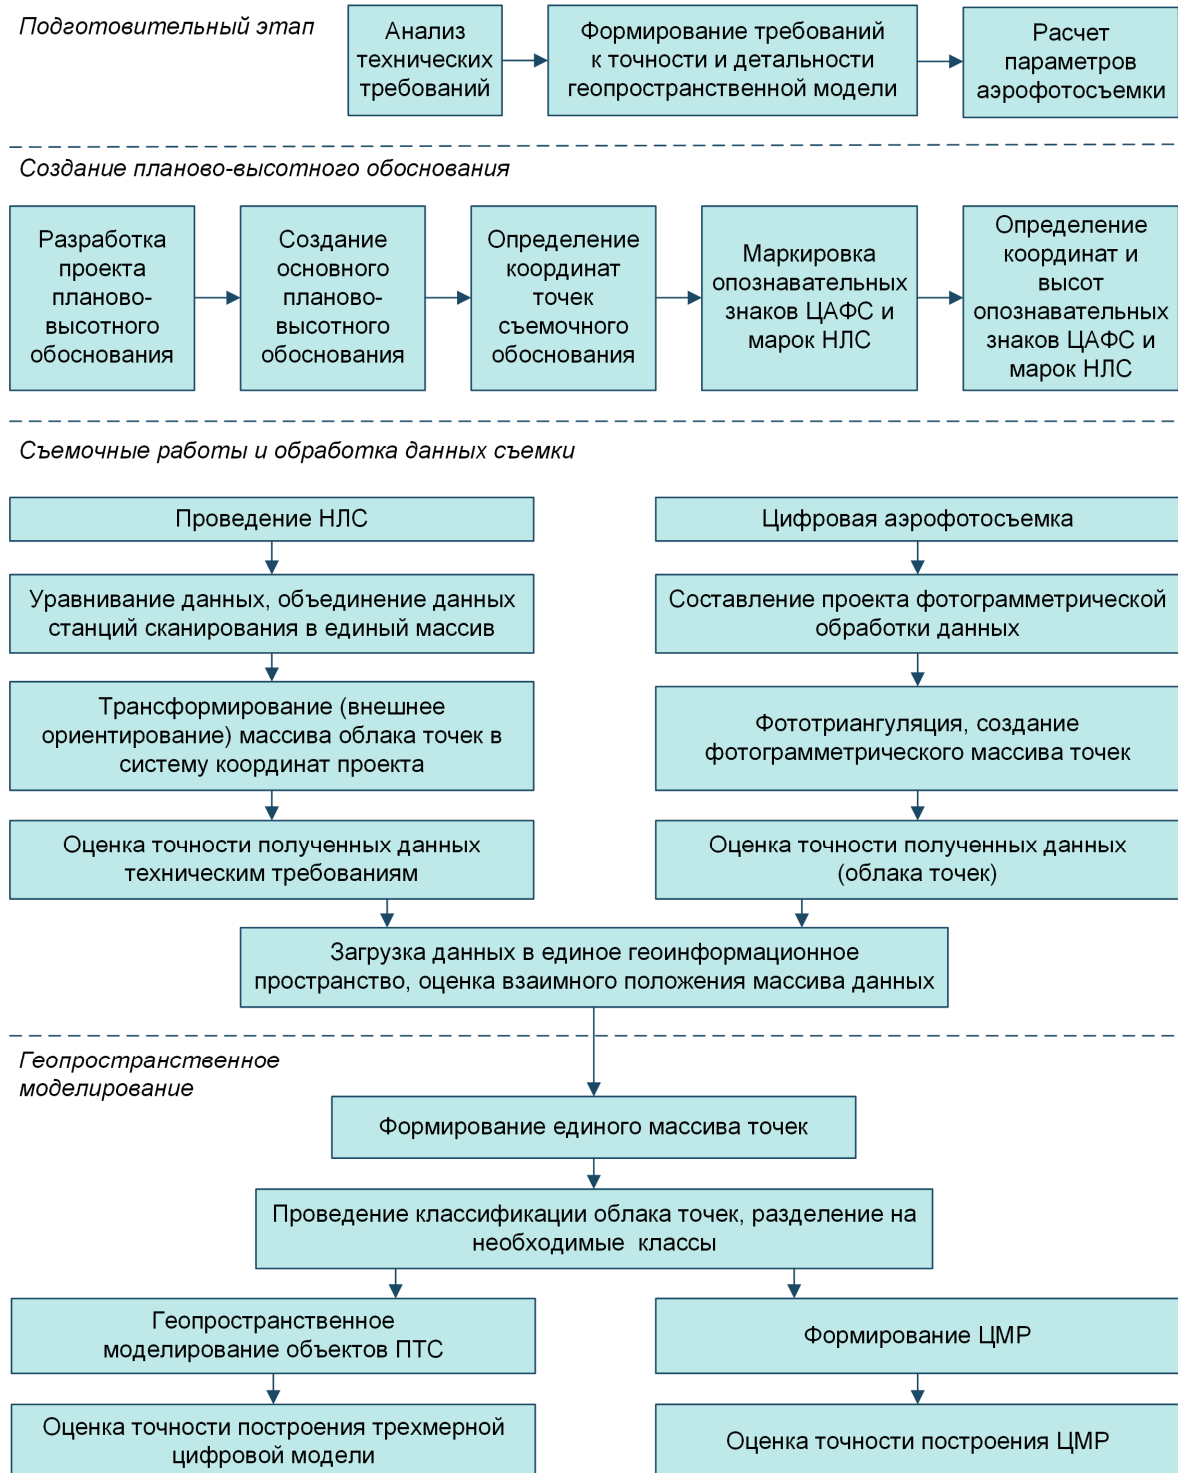 Подготовительный этап
Анализ
технических
требований
Формирование требований
к точности и детальности
геопространственной модели
Расчет
параметров
аэрофотосъемки
Создание планово-высотного обоснования
Разработка
проекта
планово-
высотного
обоснования
Создание
основного
планово-
высотного
обоснования
Определение
координат
точек
съемочного
обоснования
Маркировка
опознавательных
знаков ЦАФС и
марок НЛС
Определение
координат и
высот
опознавательных
знаков ЦАФС и
марок НЛС
Съемочные работы и обработка данных съемки
Проведение НЛС
Уравнивание данных, объединение данных
станций сканирования в единый массив
Трансформирование (внешнее
ориентирование) массива облака точек в
систему координат проекта
Оценка точности полученных данных
техническим требованиям
Цифровая аэрофотосъемка
Составление проекта фотограмметрической
обработки данных
Фототриангуляция, создание
фотограмметрического массива точек
Оценка точности полученных данных
(облака точек)
Загрузка данных в единое геоинформационное
пространство, оценка взаимного положения массива данных
Геопространственное
моделирование
Формирование единого массива точек
Проведение классификации облака точек, разделение на
необходимые классы
Геопространственное
моделирование объектов ПТС
Оценка точности построения трехмерной
цифровой модели
Формирование ЦМР
Оценка точности построения ЦМР